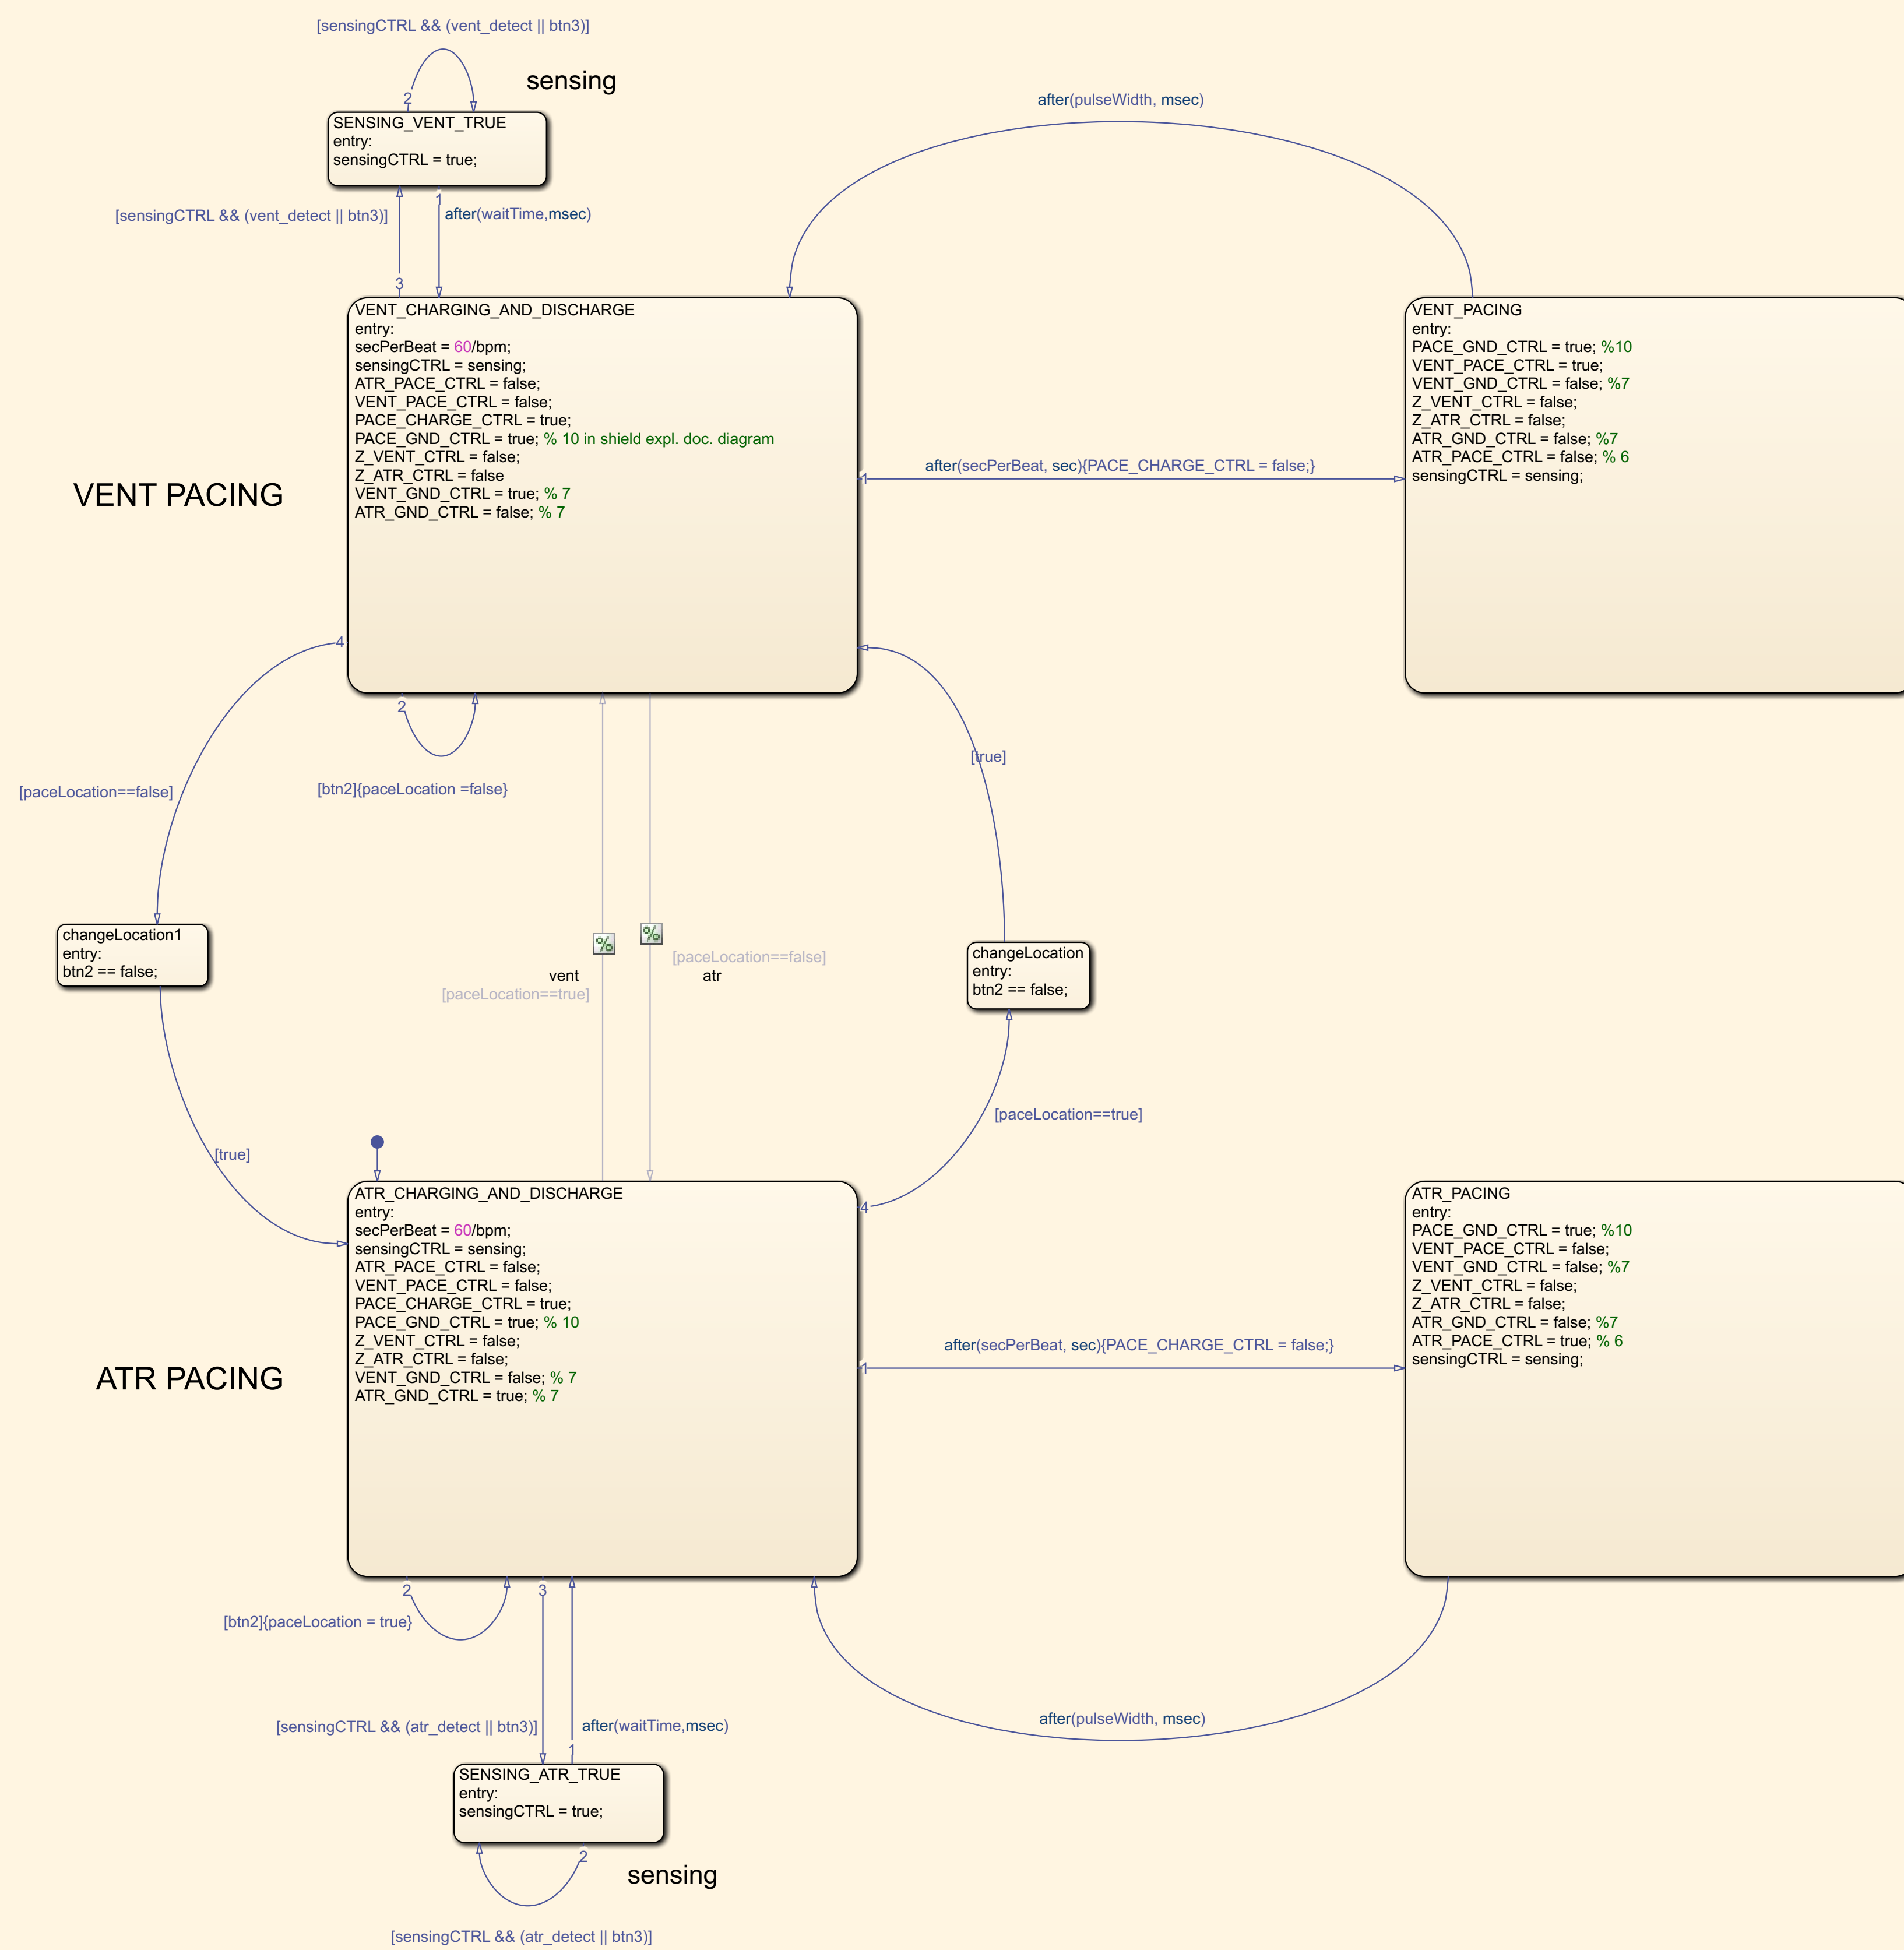 [sensingCTRL && (vent_detect || btn3)]
sensing
2
SENSING_VENT_TRUE
entry:
sensingCTRL = true;
after(pulseWidth, msec)
1
[sensingCTRL && (vent_detect || btn3)]
after(waitTime,msec)
3
VENT_CHARGING_AND_DISCHARGE
entry:
secPerBeat = 60/bpm;
sensingCTRL = sensing;
ATR_PACE_CTRL = false;
VENT_PACE_CTRL = false;
PACE_CHARGE_CTRL = true;
PACE_GND_CTRL = true; % 10 in shield expl. doc. diagram
Z_VENT_CTRL = false;
Z_ATR_CTRL = false
VENT_GND_CTRL = true; % 7
ATR_GND_CTRL = false; % 7
VENT PACING
1
after(secPerBeat, sec){PACE_CHARGE_CTRL = false;}
VENT_PACING
entry:
PACE_GND_CTRL = true; %10
VENT_PACE_CTRL = true;
VENT_GND_CTRL = false; %7
Z_VENT_CTRL = false;
Z_ATR_CTRL = false;
ATR_GND_CTRL = false; %7
ATR_PACE_CTRL = false; % 6
sensingCTRL = sensing;
4
2
[true]
[paceLocation==false]
[btn2]{paceLocation =false}
changeLocation1
entry:
btn2 == false;
%
%
[paceLocation==false]
vent
atr
[paceLocation==true]
changeLocation
entry:
btn2 == false;
[paceLocation==true]
[true]
ATR_CHARGING_AND_DISCHARGE
entry:
secPerBeat = 60/bpm;
sensingCTRL = sensing;
ATR_PACE_CTRL = false;
VENT_PACE_CTRL = false;
PACE_CHARGE_CTRL = true;
PACE_GND_CTRL = true; % 10
Z_VENT_CTRL = false;
Z_ATR_CTRL = false;
VENT_GND_CTRL = false; % 7
ATR_GND_CTRL = true; % 7
4
ATR PACING
1
after(secPerBeat, sec){PACE_CHARGE_CTRL = false;}
ATR_PACING
entry:
PACE_GND_CTRL = true; %10
VENT_PACE_CTRL = false;
VENT_GND_CTRL = false; %7
Z_VENT_CTRL = false;
Z_ATR_CTRL = false;
ATR_GND_CTRL = false; %7
ATR_PACE_CTRL = true; % 6
sensingCTRL = sensing;
2
3
[btn2]{paceLocation = true}
[sensingCTRL && (atr_detect || btn3)]
after(waitTime,msec)
after(pulseWidth, msec)
1
SENSING_ATR_TRUE
entry:
sensingCTRL = true;
2
sensing
[sensingCTRL && (atr_detect || btn3)]